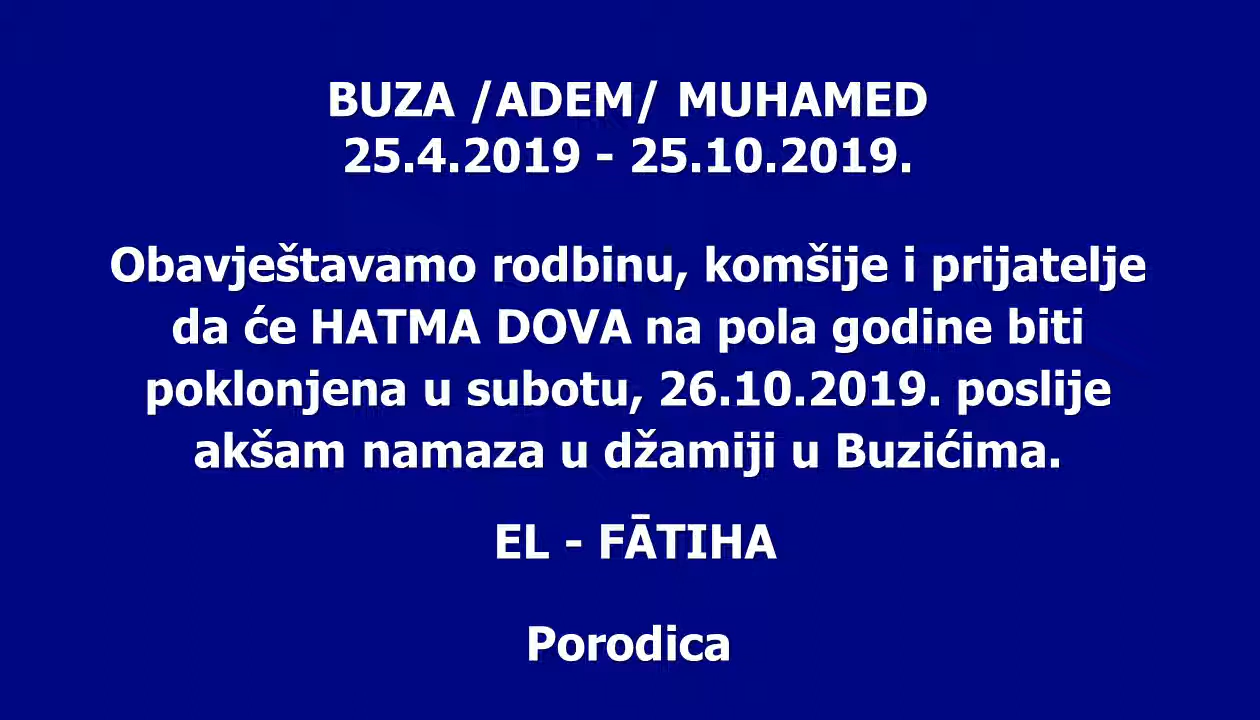 BUZA /ADEM/ MUHAMED
25.4.2019 - 25.10.2019.
Obavještavamo rodbinu, komšije i prijatelje
da će HATMA DOVA na pola godine biti
poklonjena u subotu, 26.10.2019. poslije
akšam namaza u džamiji u Buzićima.
EL - FĀTIHA
Porodica